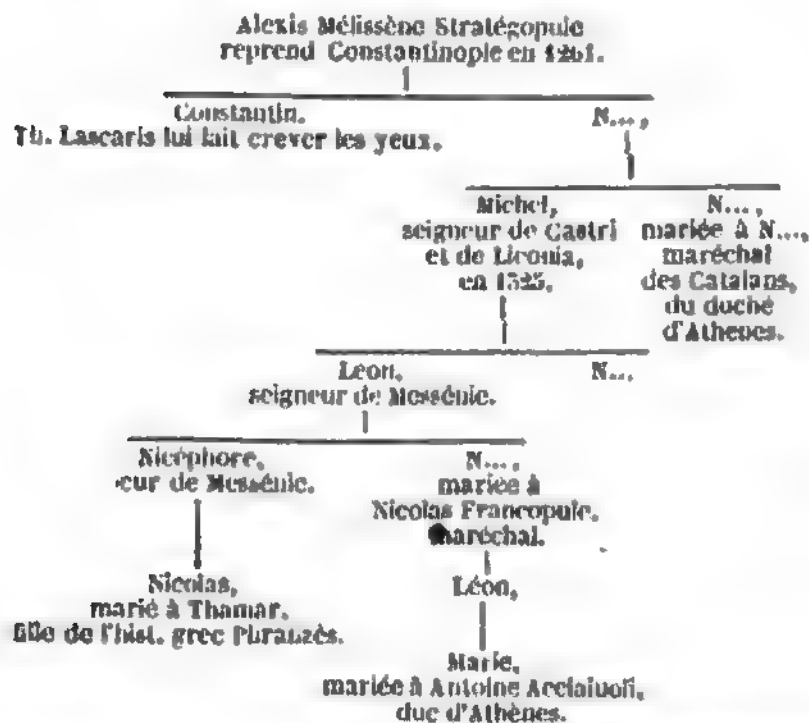 Alexis Mélissène Stratégopule
reprend Constantinople en 1261.
Constantin.
Th. Lascaris lui fait crever les yeux.
N...,
Michel,
seigneur de Castri
et de Liconia,
en 1325.
N...,
mariée à N...,
maréchal
des Catalans,
du duché
d'Athènes.
Léon,
seigneur de Messénie.
N...
Nicéphore,
eur de Messénie.
N...,
mariée à
Nicolas Francopule,
maréchal.
Nicolas,
marié à Thamar,
fille de l'hist. grec Phranzès.
Léon,
Marie,
mariée à Antoine Acciaiuoli,
duc d'Athènes.